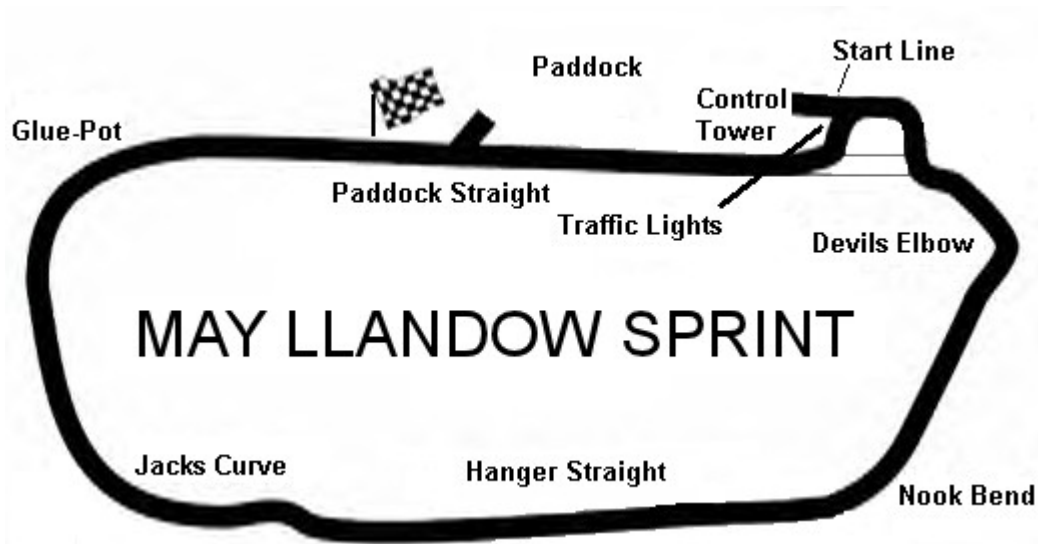 Start Line
Paddock
Control
Tower
Glue-Pot
Paddock Straight
Traffic Lights
Devils Elbow
MAY LLANDOW SPRINT
Jacks Curve
Hanger Straight
Nook Bend